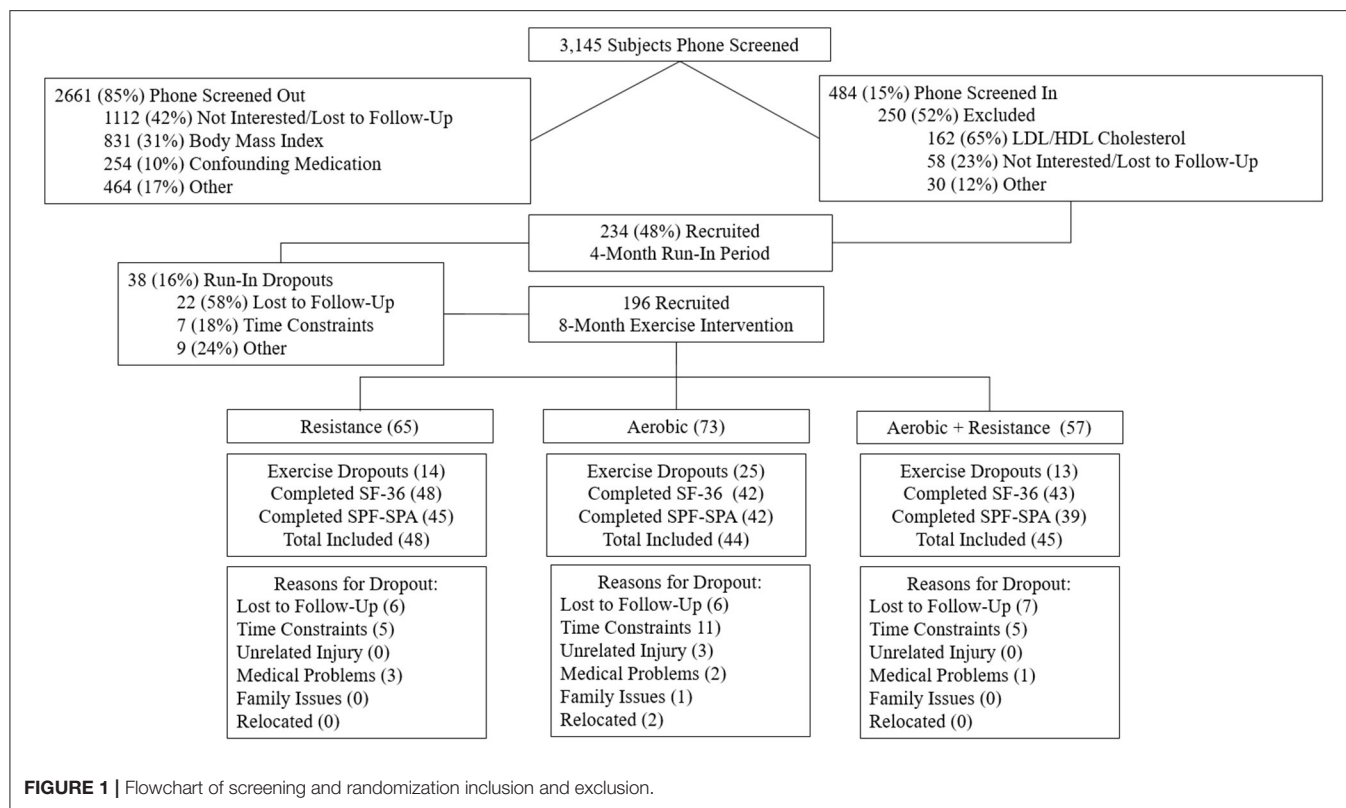 3,145 Subjects Phone Screened
2661 (85%) Phone Screened Out
1112 (42%) Not Interested/Lost to Follow-Up
831 (31%) Body Mass Index
254 (10%) Confounding Medication
464 (17%) Other
484 (15%) Phone Screened In
250 (52%) Excluded
162 (65%) LDL/HDL Cholesterol
58 (23%) Not Interested/Lost to Follow-Up
30 (12%) Other
234 (48%) Recruited
4-Month Run-In Period
38 (16%) Run-In Dropouts
22 (58%) Lost to Follow-Up
7 (18%) Time Constraints
9 (24%) Other
196 Recruited
8-Month Exercise Intervention
Resistance (65)
Exercise Dropouts (14)
Completed SF-36 (48)
Completed SPF-SPA (45)
Total Included (48)
Reasons for Dropout:
Lost to Follow-Up (6)
Time Constraints (5)
Unrelated Injury (0)
Medical Problems (3)
Family Issues (0)
Relocated (0)
Aerobic (73)
Exercise Dropouts (25)
Completed SF-36 (42)
Completed SPF-SPA (42)
Total Included (44)
Reasons for Dropout:
Lost to Follow-Up (6)
Time Constraints 11)
Unrelated Injury (3)
Medical Problems (2)
Family Issues (1)
Relocated (2)
Aerobic + Resistance (57)
Exercise Dropouts (13)
Completed SF-36 (43)
Completed SPF-SPA (39)
Total Included (45)
Reasons for Dropout:
Lost to Follow-Up (7)
Time Constraints (5)
Unrelated Injury (0)
Medical Problems (1)
Family Issues (0)
Relocated (0)
FIGURE 1 | Flowchart of screening and randomization inclusion and exclusion.